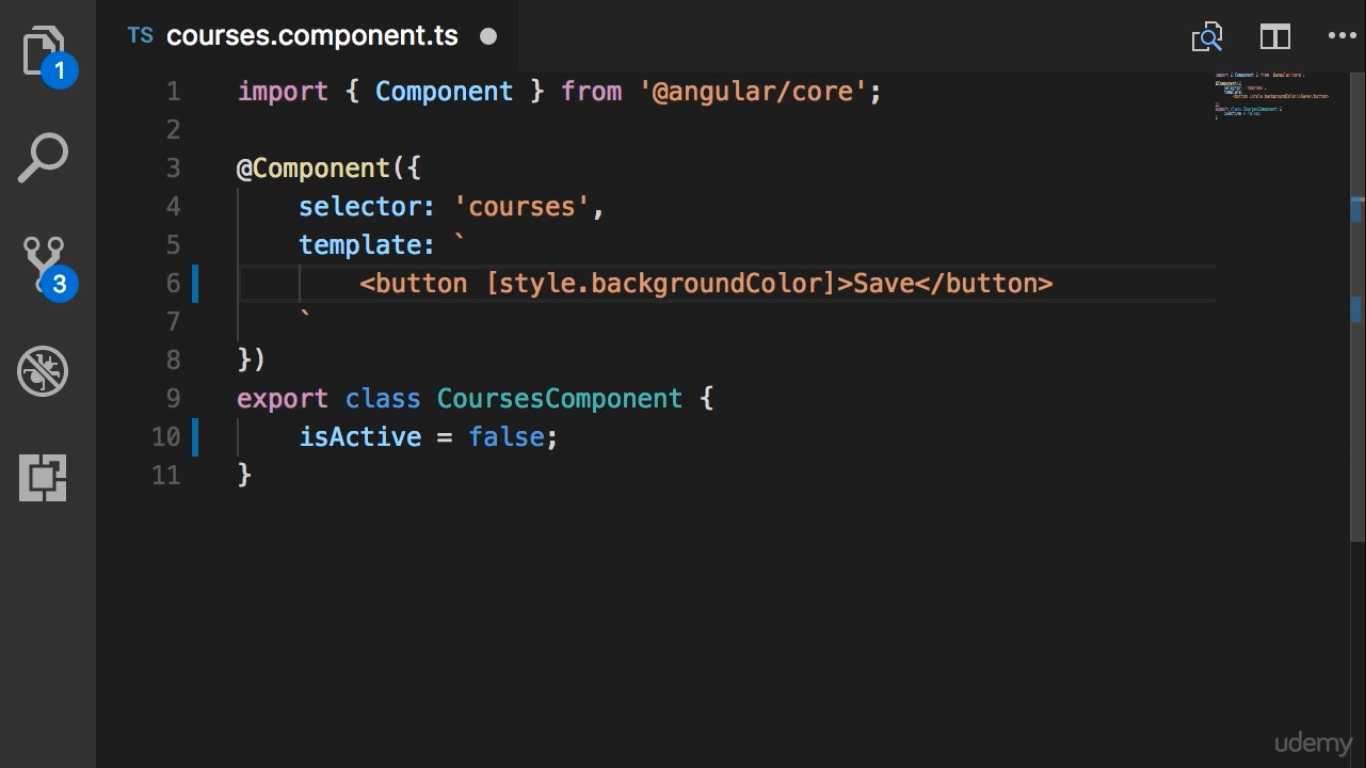 TS courses.component.ts
1
3
1 import { Component } from '@angular/core';
2
3 @Component({
4 selector: 'courses',
5 template: `
6 <button [style.backgroundColor]>Save</button>
7 `
8 })
9 export class CoursesComponent {
10 isActive = false;
11 }
udemy